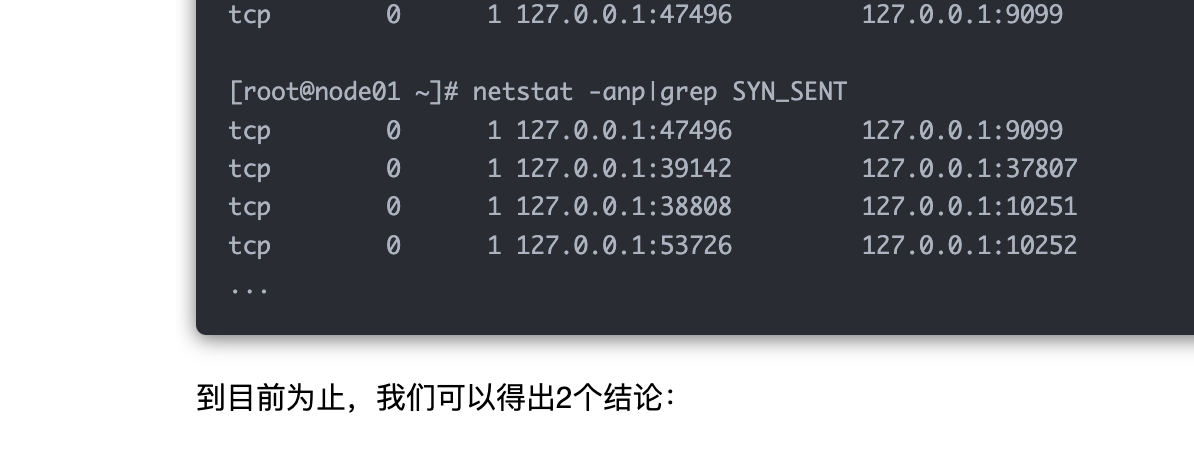 tcp        0      1 127.0.0.1:47496         127.0.0.1:9099
[root@node01 ~]# netstat -anp|grep SYN_SENT
tcp        0      1 127.0.0.1:47496         127.0.0.1:9099
tcp        0      1 127.0.0.1:39142         127.0.0.1:37807
tcp        0      1 127.0.0.1:38808         127.0.0.1:10251
tcp        0      1 127.0.0.1:53726         127.0.0.1:10252
...
到目前为止，我们可以得出2个结论：